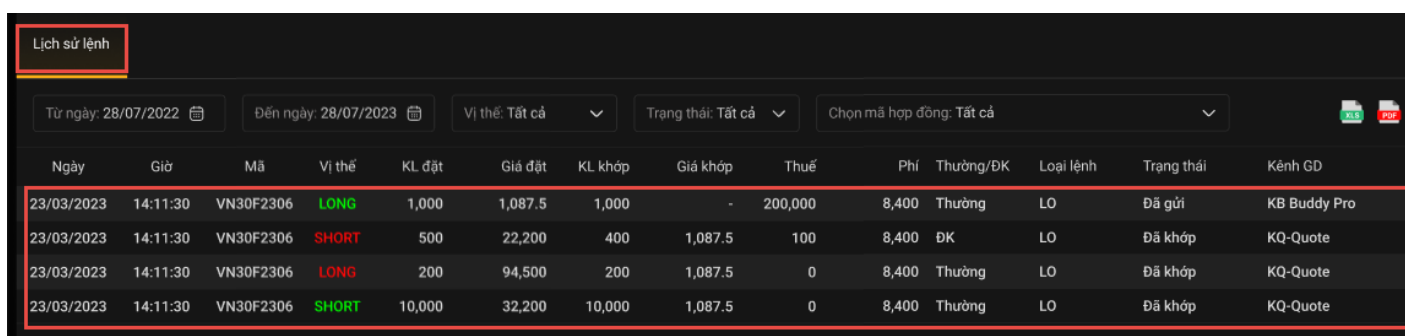 Lịch sử lệnh
Từ ngày: 28/07/2022 Đến ngày: 28/07/2023 Vị thế: Tất cả Trạng thái: Tất cả Chọn mã hợp đồng: Tất cả XLS PDF
Ngày Giờ Mã Vị thế KL đặt Giá đặt KL khớp Giá khớp Thuế Phí Thường/ĐK Loại lệnh Trạng thái Kênh GD
23/03/2023 14:11:30 VN30F2306 LONG 1,000 1,087.5 1,000 - 200,000 8,400 Thường LO Đã gửi KB Buddy Pro
23/03/2023 14:11:30 VN30F2306 SHORT 500 22,200 400 1,087.5 100 8,400 ĐK LO Đã khớp KQ-Quote
23/03/2023 14:11:30 VN30F2306 LONG 200 94,500 200 1,087.5 0 8,400 Thường LO Đã khớp KQ-Quote
23/03/2023 14:11:30 VN30F2306 SHORT 10,000 32,200 10,000 1,087.5 0 8,400 Thường LO Đã khớp KQ-Quote